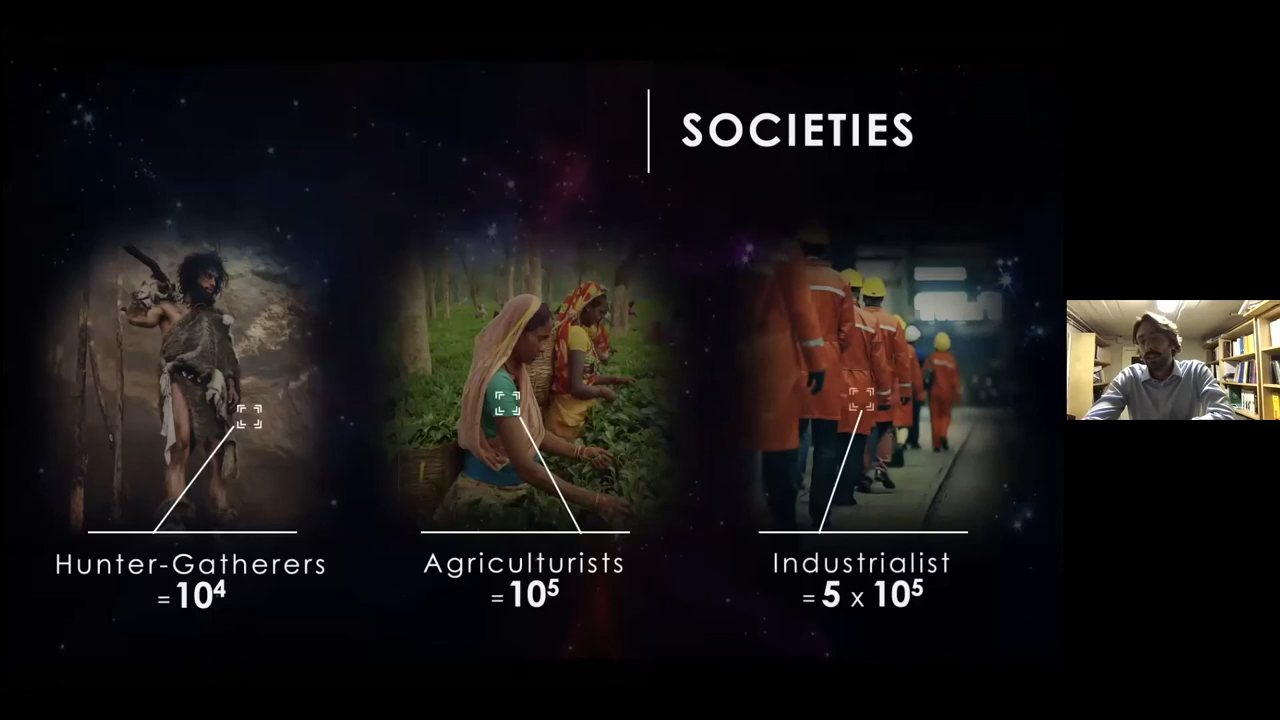 SOCIETIES
Hunter-Gatherers
= 10⁴
Agriculturists
= 10⁵
Industrialist
= 5 x 10⁵